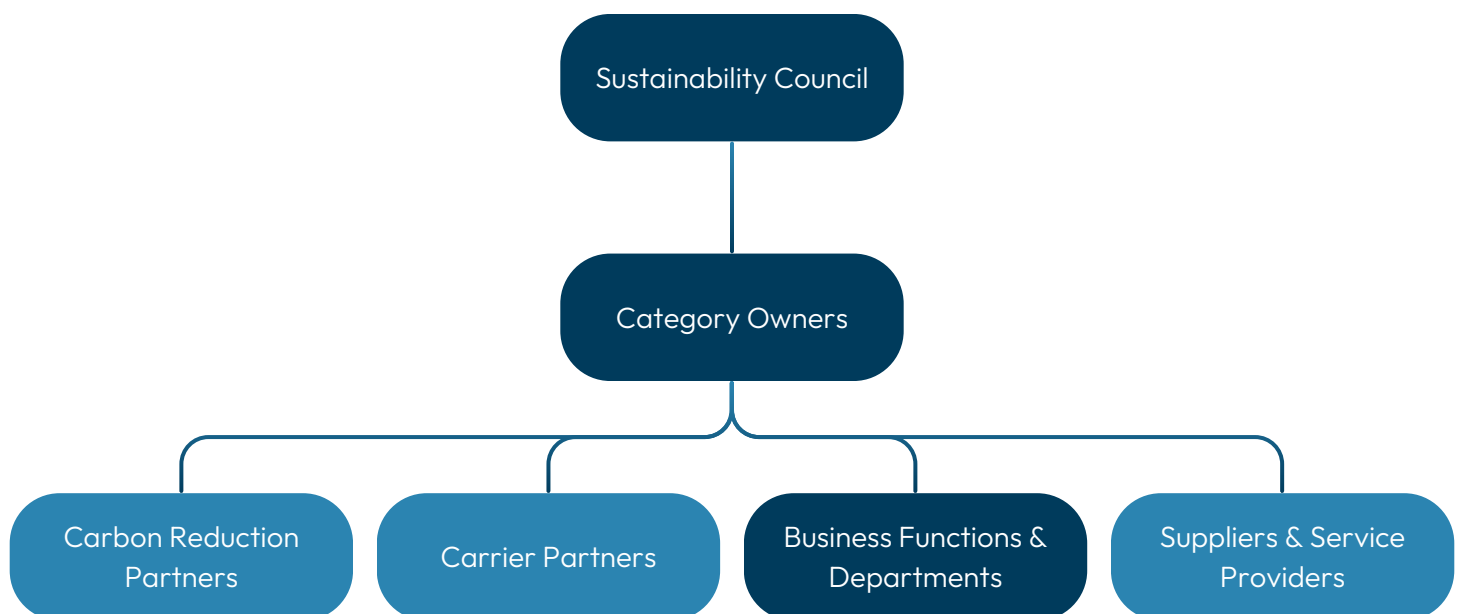 Sustainability Council
Category Owners
Carbon Reduction
Partners
Carrier Partners
Business Functions &
Departments
Suppliers & Service
Providers